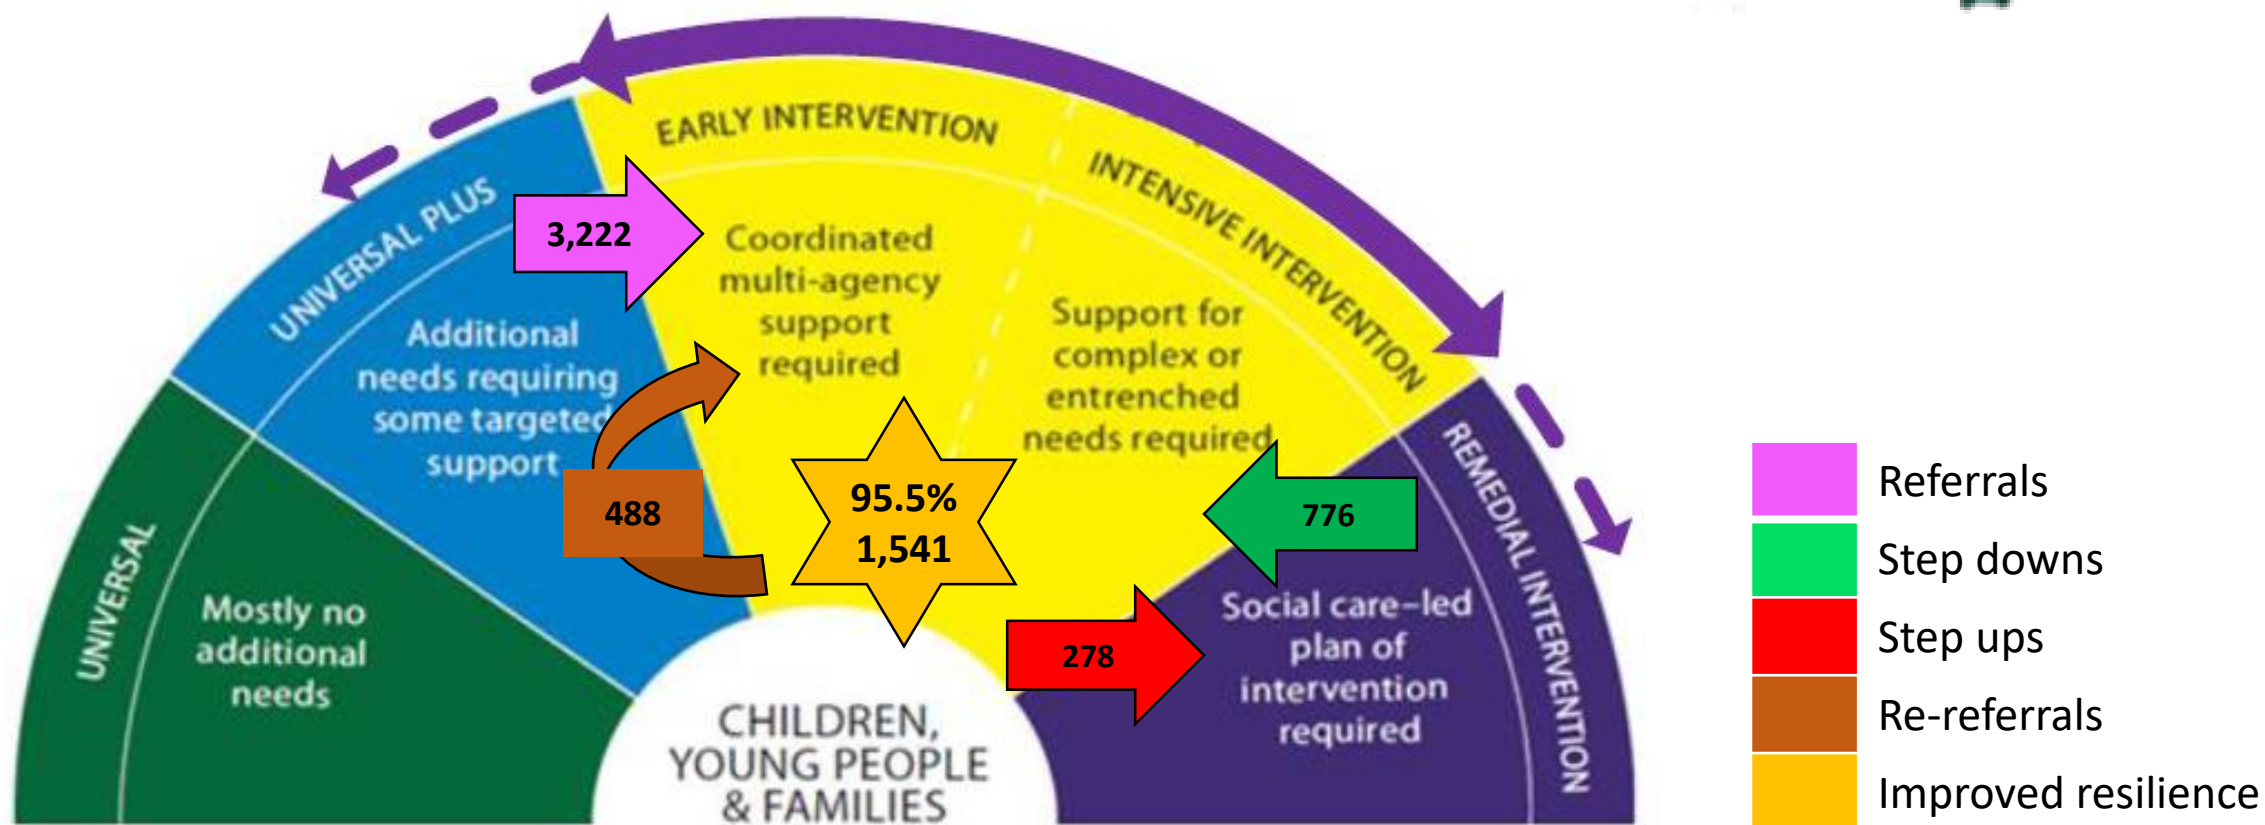 UNIVERSAL
Mostly no
additional
needs
UNIVERSAL PLUS
Additional
needs requiring
some targeted
support
3,222
488
EARLY INTERVENTION
Coordinated
multi-agency
support
required
95.5%
1,541
INTENSIVE INTERVENTION
Support for
complex or
entrenched
needs required
776
278
REMEDIAL INTERVENTION
Social care–led
plan of
intervention
required
CHILDREN,
YOUNG PEOPLE
& FAMILIES
Referrals
Step downs
Step ups
Re-referrals
Improved resilience